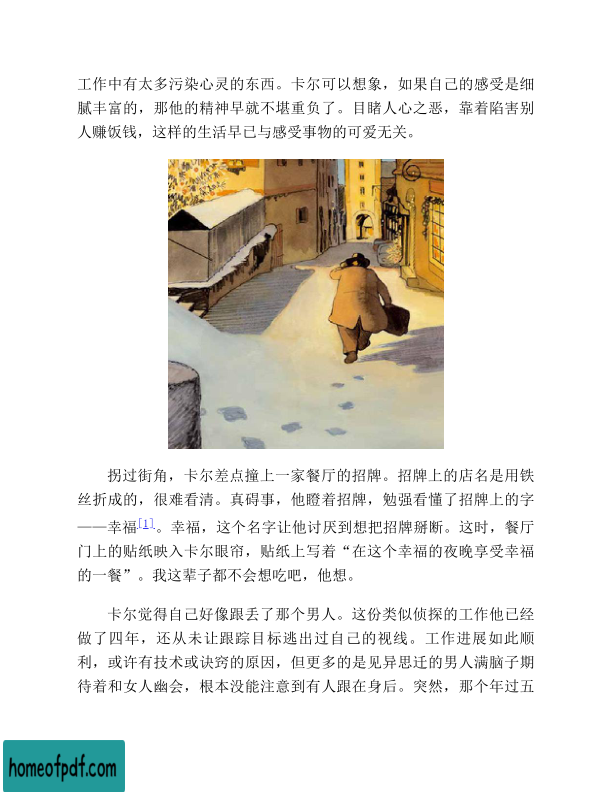 工作中有太多污染心灵的东西。卡尔可以想象，如果自己的感受是细
腻丰富的，那他的精神早就不堪重负了。目睹人心之恶，靠着陷害别
人赚饭钱，这样的生活早已与感受事物的可爱无关。
拐过街角，卡尔差点撞上一家餐厅的招牌。招牌上的店名是用铁
丝折成的，很难看清。真碍事，他瞪着招牌，勉强看懂了招牌上的字
——幸福[1]。幸福，这个名字让他讨厌到想把招牌掰断。这时，餐厅
门上的贴纸映入卡尔眼帘，贴纸上写着“在这个幸福的夜晚享受幸福
的一餐”。我这辈子都不会想吃吧，他想。
卡尔觉得自己好像跟丢了那个男人。这份类似侦探的工作他已经
做了四年，还从未让跟踪目标逃出过自己的视线。工作进展如此顺
利，或许有技术或诀窍的原因，但更多的是见异思迁的男人满脑子期
待着和女人幽会，根本没能注意到有人跟在身后。突然，那个年过五
homeofpdf.com